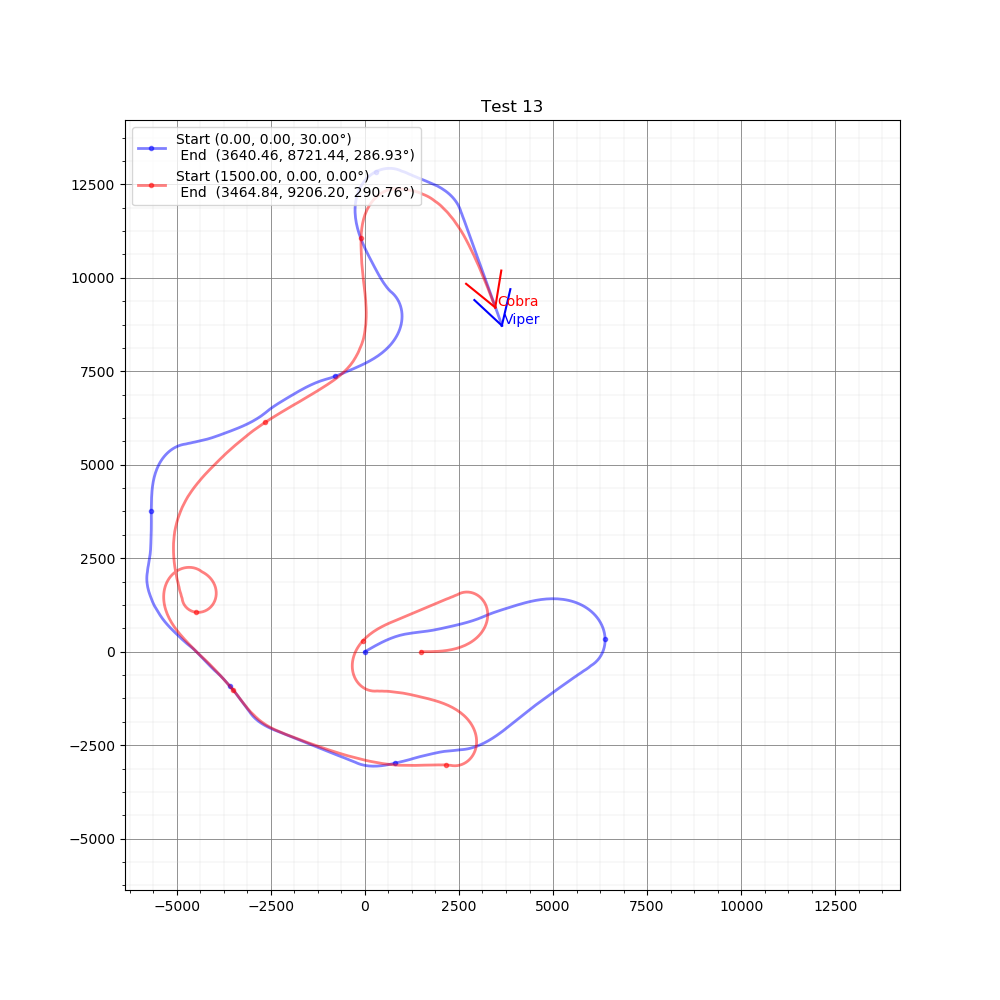 Test 13
Start (0.00, 0.00, 30.00°)
End (3640.46, 8721.44, 286.93°)
Start (1500.00, 0.00, 0.00°)
End (3464.84, 9206.20, 290.76°)
12500
10000
7500
5000
2500
0
−2500
−5000
Cobra
Viper
−5000 −2500 0 2500 5000 7500 10000 12500